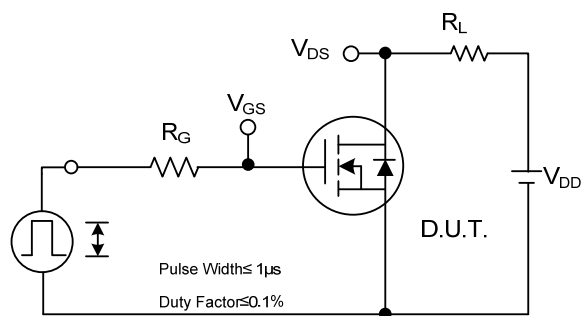 R_L
V_DS
V_GS
R_G
V_DD
D.U.T.
Pulse Width≤ 1μs
Duty Factor≤0.1%